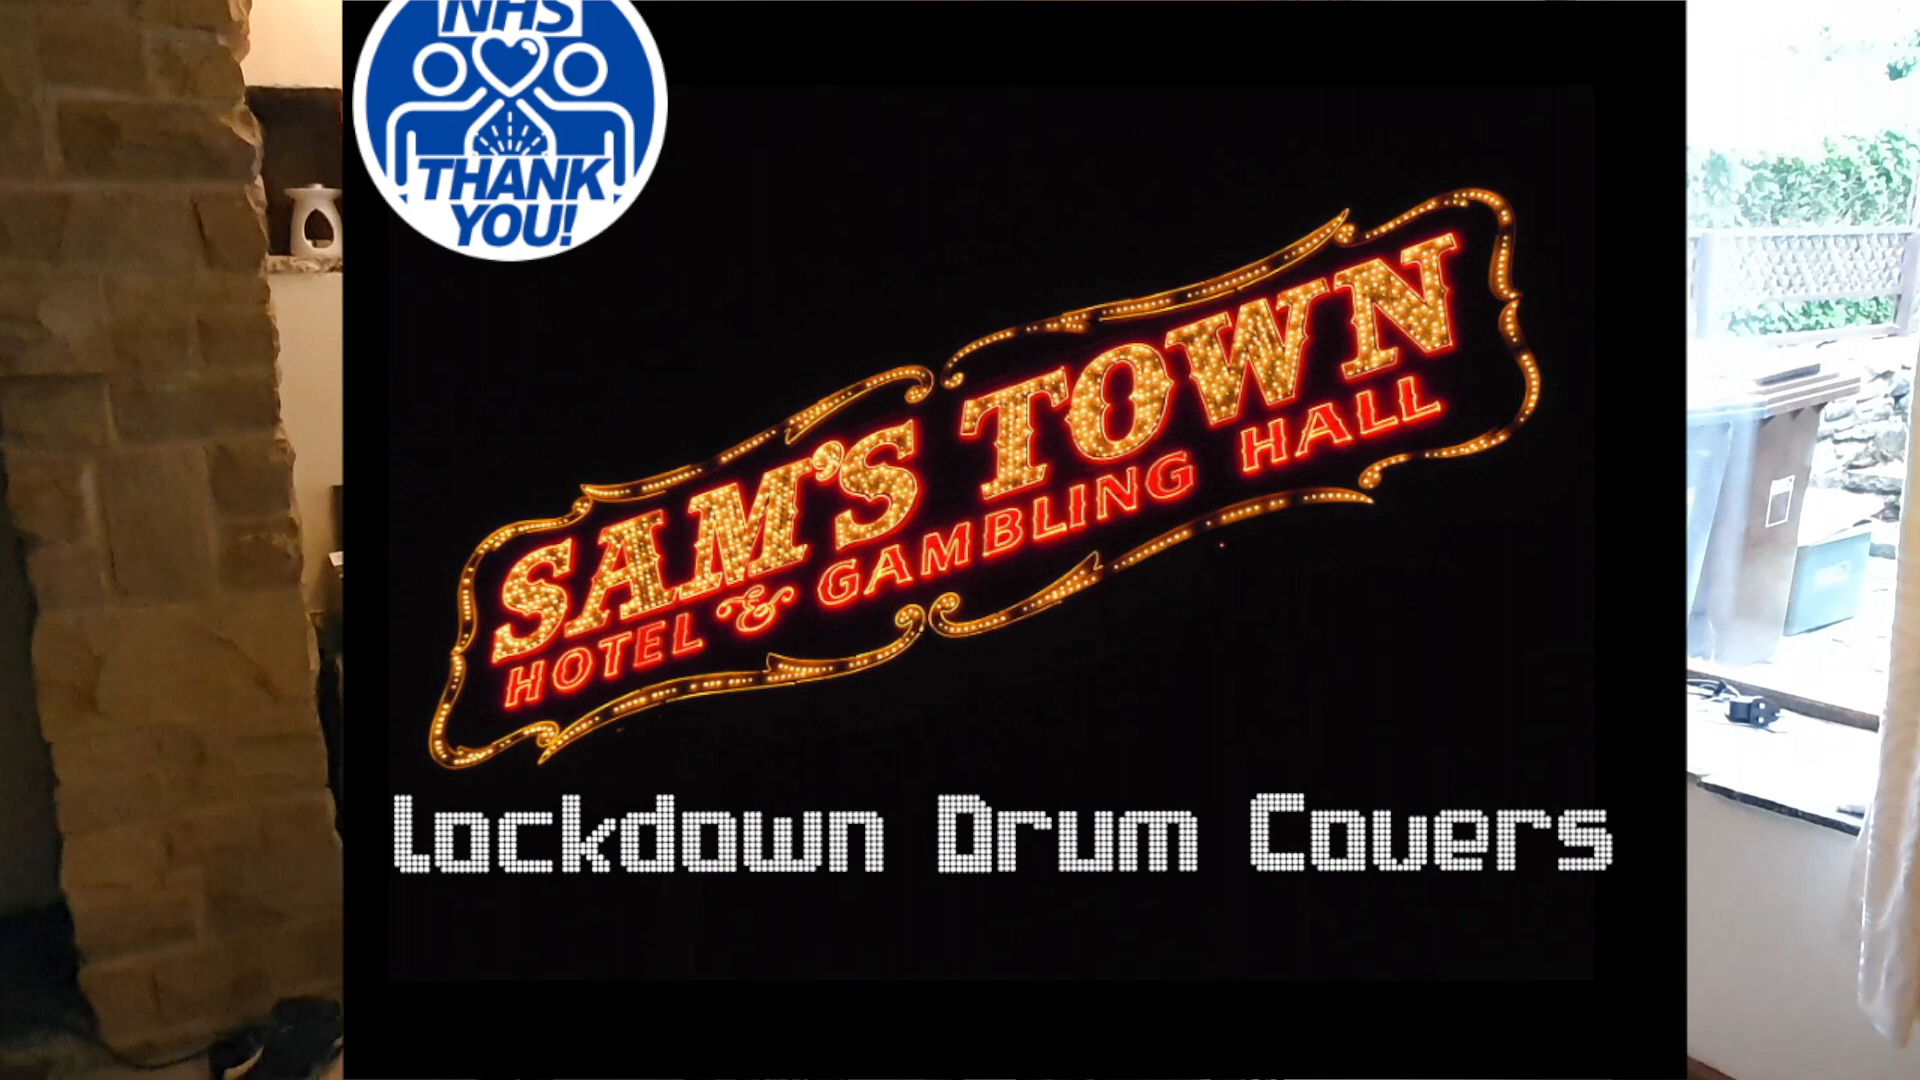 NHS
THANK
YOU!
SAM'S TOWN
HOTEL & GAMBLING HALL
Lockdown Drum Covers